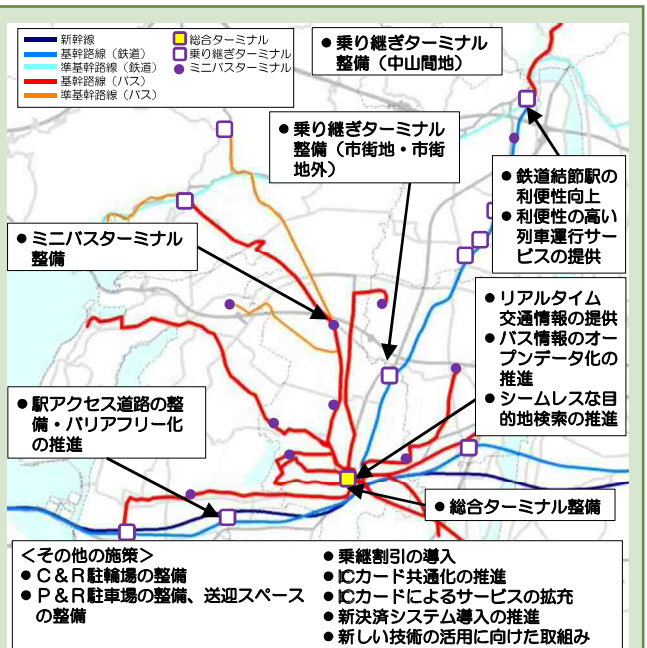 新幹線
基幹路線（鉄道）
準基幹路線（鉄道）
基幹路線（バス）
準基幹路線（バス）
総合ターミナル
乗り継ぎターミナル
ミニバスターミナル
●乗り継ぎターミナル
整備（中山間地）
●乗り継ぎターミナル
整備（市街地・市街
地外）
●鉄道結節駅の
利便性向上
●利便性の高い
列車運行サー
ビスの提供
●ミニバスターミナル
整備
●リアルタイム
交通情報の提供
●バス情報のオー
プンデータ化の
推進
●シームレスな目
的地検索の推進
●駅アクセス道路の整
備・バリアフリー化
の推進
●総合ターミナル整備
＜その他の施策＞
●Ｃ＆Ｒ駐輪場の整備
●Ｐ＆Ｒ駐車場の整備、送迎スペース
の整備
●乗継割引の導入
●ICカード共通化の推進
●ICカードによるサービスの拡充
●新決済システム導入の推進
●新しい技術の活用に向けた取組み